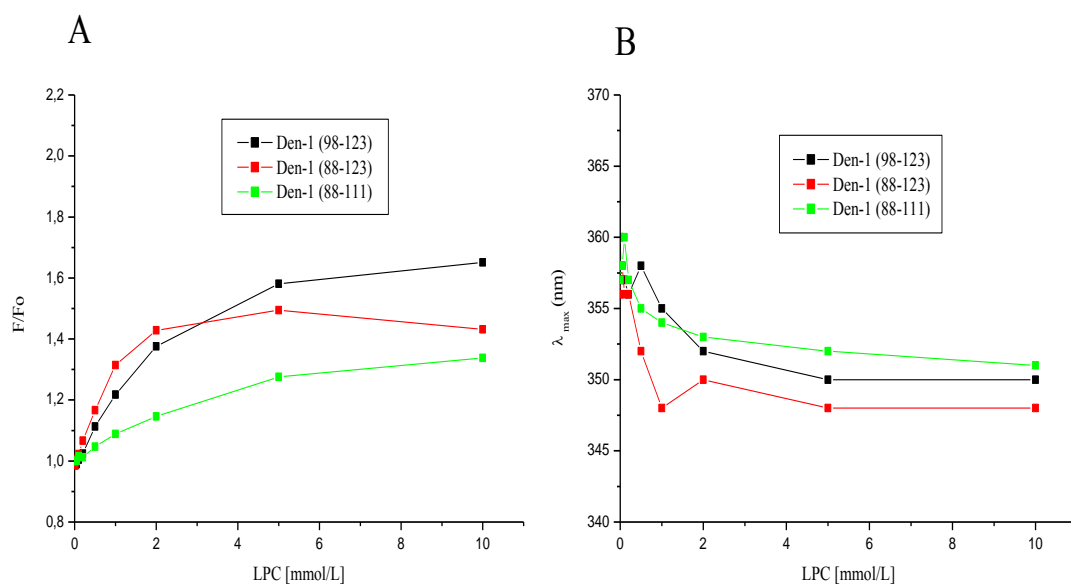 A
2,2
2,0
1,8
1,6
1,4
1,2
1,0
0,8
F/Fo
Den-1 (98-123)
Den-1 (88-123)
Den-1 (88-111)
0 2 4 6 8 10
LPC [mmol/L]
B
370
365
360
355
350
345
340
λ max (nm)
Den-1 (98-123)
Den-1 (88-123)
Den-1 (88-111)
0 2 4 6 8 10
LPC [mmol/L]